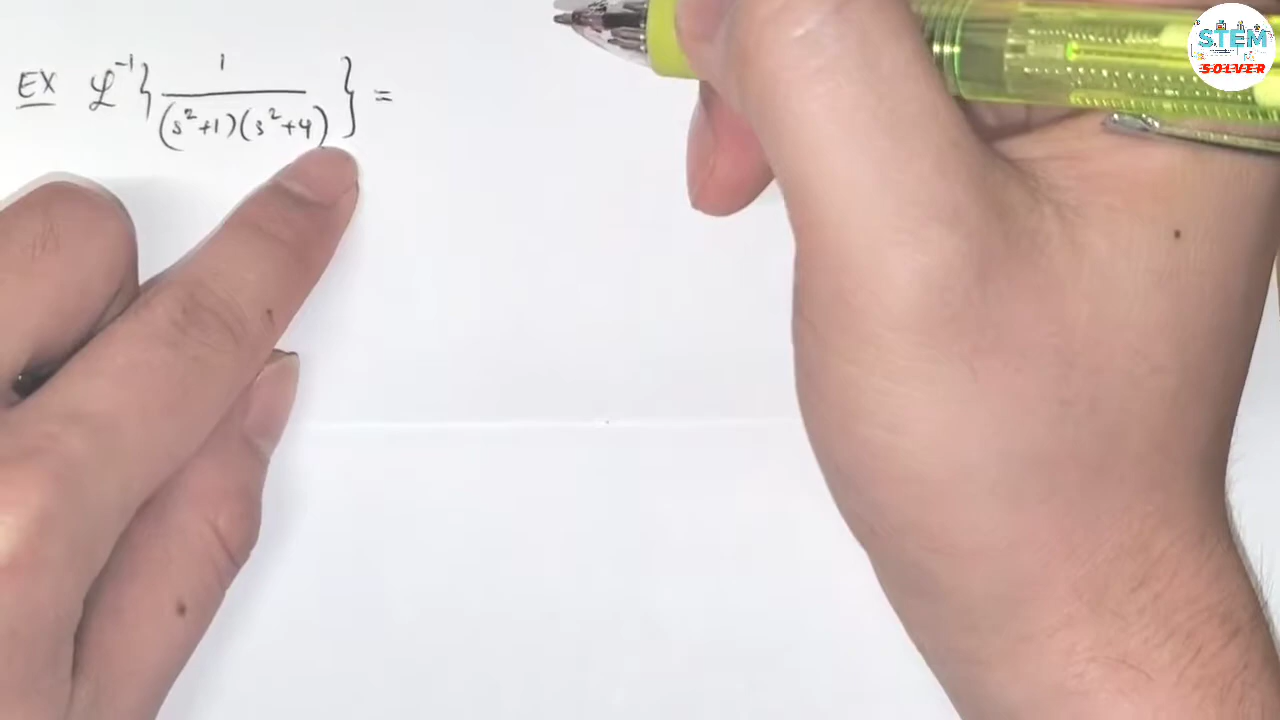 EX ℒ⁻¹{ 1 / (s²+1)(s²+4) } =
STEM
SOLVER